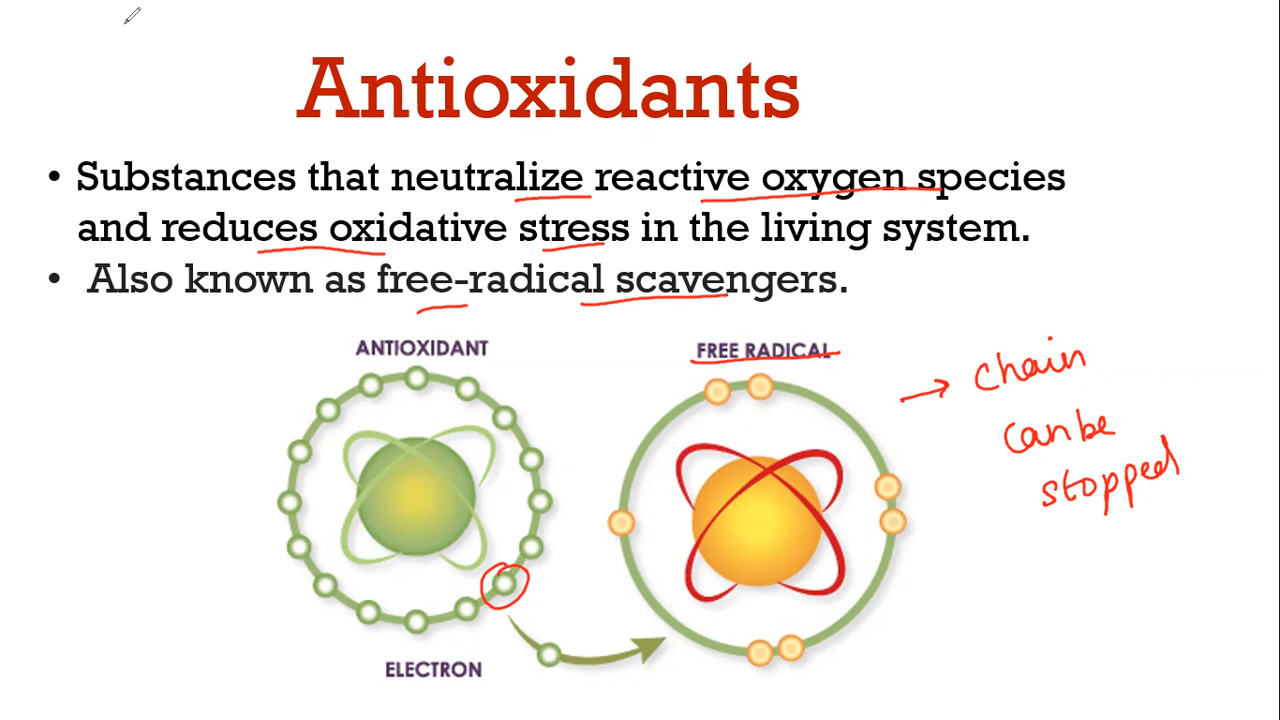 Antioxidants
• Substances that neutralize reactive oxygen species
and reduces oxidative stress in the living system.
• Also known as free-radical scavengers.
ANTIOXIDANT
FREE RADICAL
→ chain
can be
stopped
ELECTRON